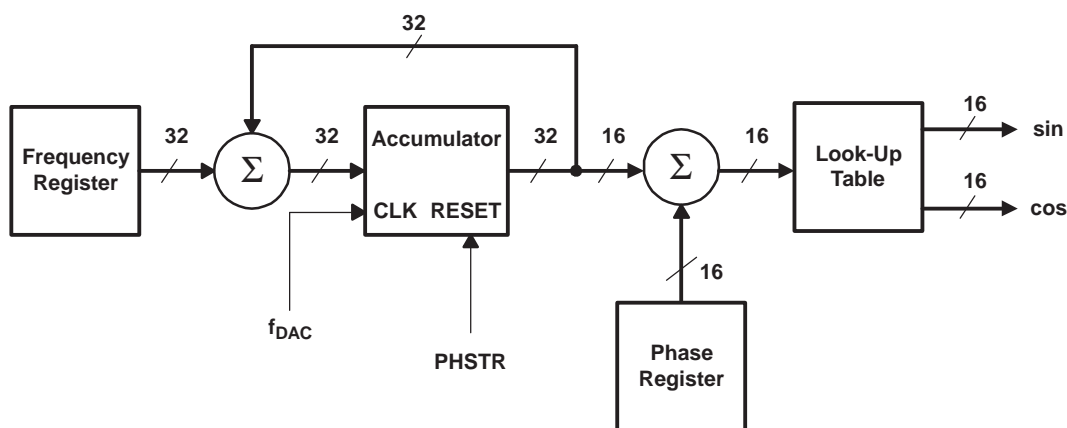 32
Frequency
Register
32
Σ
32
Accumulator
CLK RESET
32
16
Σ
16
Look-Up
Table
16
sin
16
cos
16
fDAC
PHSTR
Phase
Register